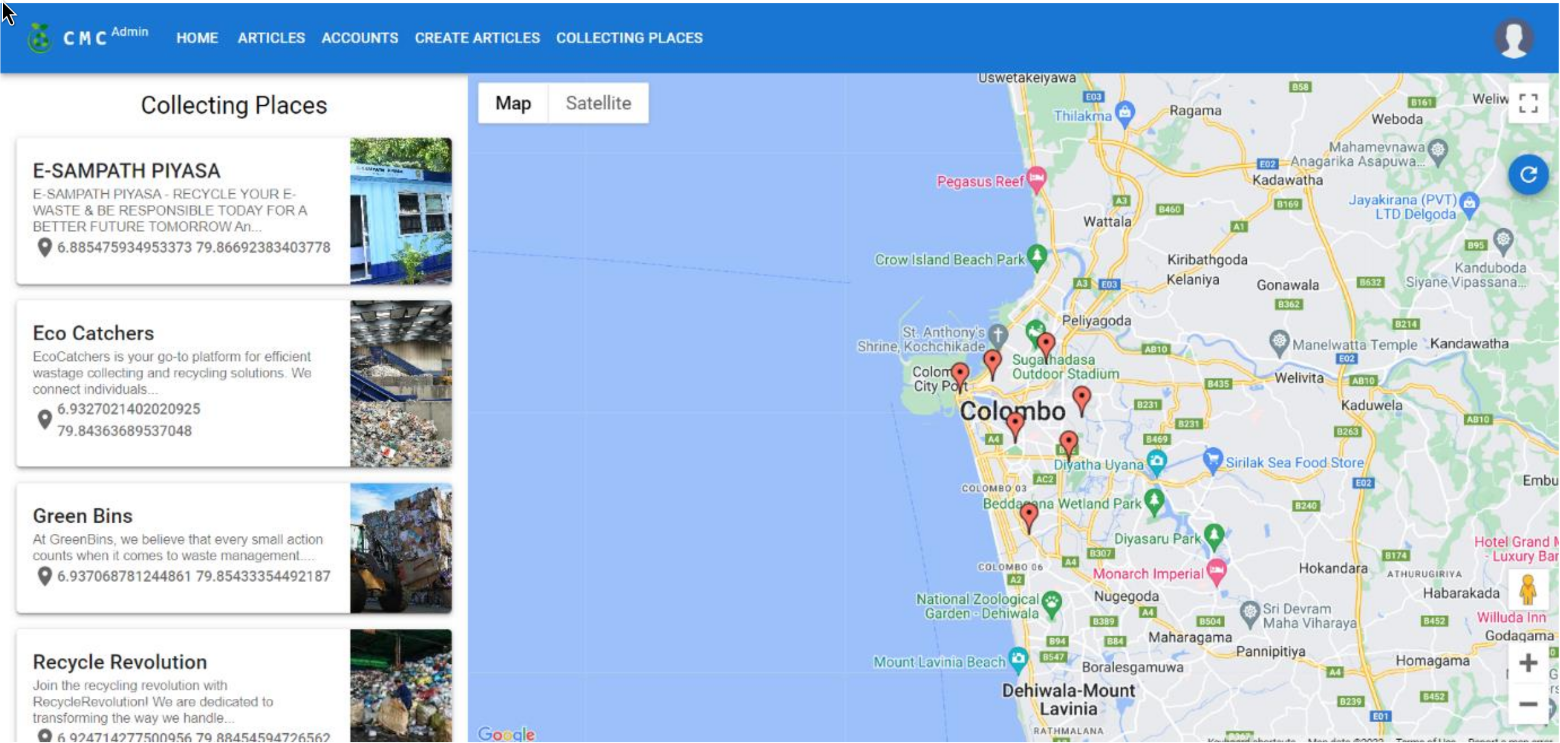 CMC Admin
HOME ARTICLES ACCOUNTS CREATE ARTICLES COLLECTING PLACES
Collecting Places
E-SAMPATH PIYASA
E-SAMPATH PIYASA - RECYCLE YOUR E-
WASTE & BE RESPONSIBLE TODAY FOR A
BETTER FUTURE TOMORROW An...
6.885475934953373 79.86692383403778
Eco Catchers
EcoCatchers is your go-to platform for efficient
wastage collecting and recycling solutions. We
connect individuals...
6.9327021402020925
79.84363689537048
Green Bins
At GreenBins, we believe that every small action
counts when it comes to waste management....
6.937068781244861 79.85433354492187
Recycle Revolution
Join the recycling revolution with
RecycleRevolution! We are dedicated to
transforming the way we handle...
6.924714277500956 79.88454594726562
Map Satellite
Uswetakeiyawa
E03
B58
B161
Weliw
Thilakma
Ragama
Weboda
Mahamevnawa
Anagarika Asapuwa...
E02
Kadawatha
Pegasus Reef
A3
B460
B169
Jayakirana (PVT)
LTD Delgoda
Wattala
A1
B95
Crow Island Beach Park
Kiribathgoda
Kelaniya
Gonawala
B632
Kanduboda
Siyane Vipassana...
A3 E03
B362
Peliyagoda
B214
St. Anthony's
Shrine, Kochchikade
Manelwatta Temple
Kandawatha
E02
AB10
Sugathadasa
Outdoor Stadium
City Port
B435
Welivita
AB10
Colombo
B231
Kaduwela
AB10
B231
B263
A4
B469
Diyatha Uyana
Sirilak Sea Food Store
AC2
E02
Embu
COLOMBO 03
Beddagana Wetland Park
B240
Diyasaru Park
Hotel Grand M
- Luxury Bar
B307
B174
COLOMBO 06
A4
Monarch Imperial
Hokandara
ATHURUGIRIYA
A2
Habarakada
National Zoological
Garden - Dehiwala
Nugegoda
A4
Sri Devram
Maha Viharaya
B389
B504
B452
Willuda Inn
Godagama
B94
B84
Maharagama
Pannipitiya
Mount Lavinia Beach
B547
Boralesgamuwa
Homagama
A4
Dehiwala-Mount
Lavinia
B239
B452
E01
RATHMALANA
Google